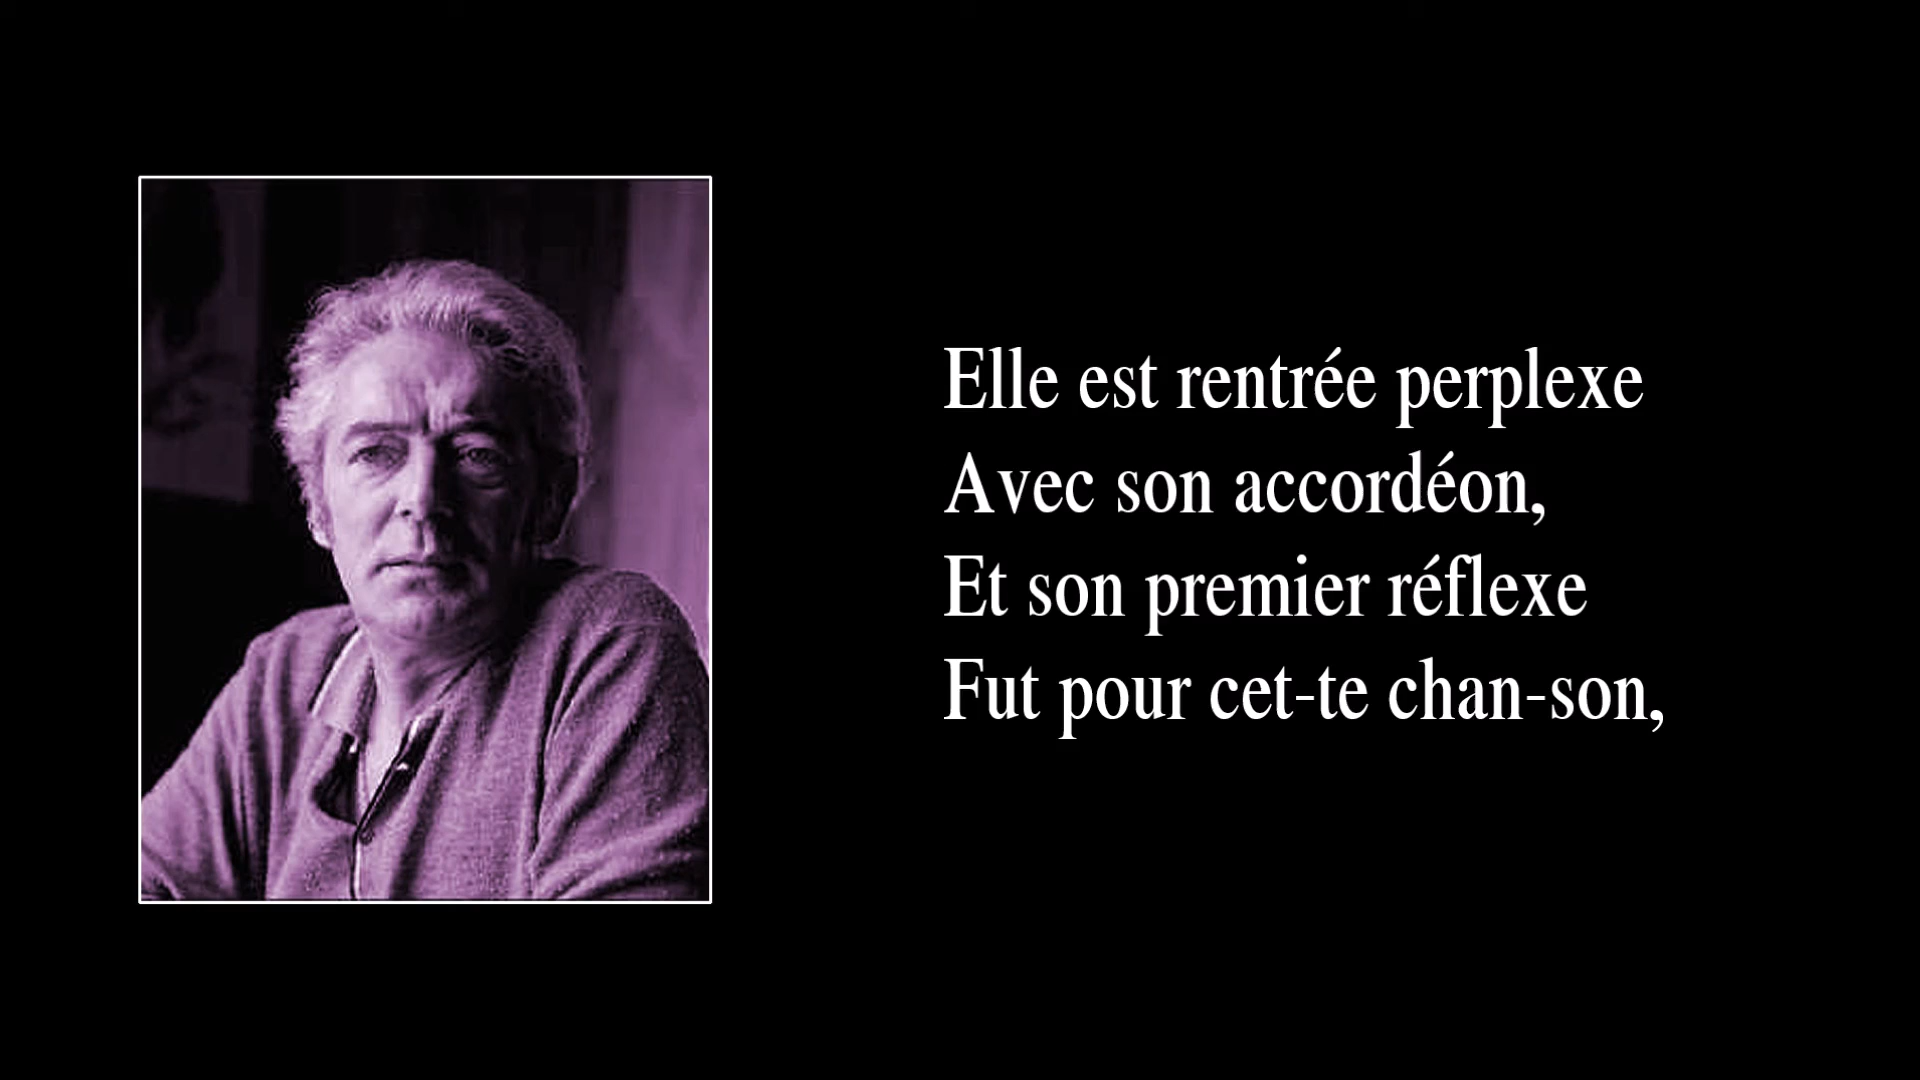 Elle est rentrée perplexe
Avec son accordéon,
Et son premier réflexe
Fut pour cet-te chan-son,